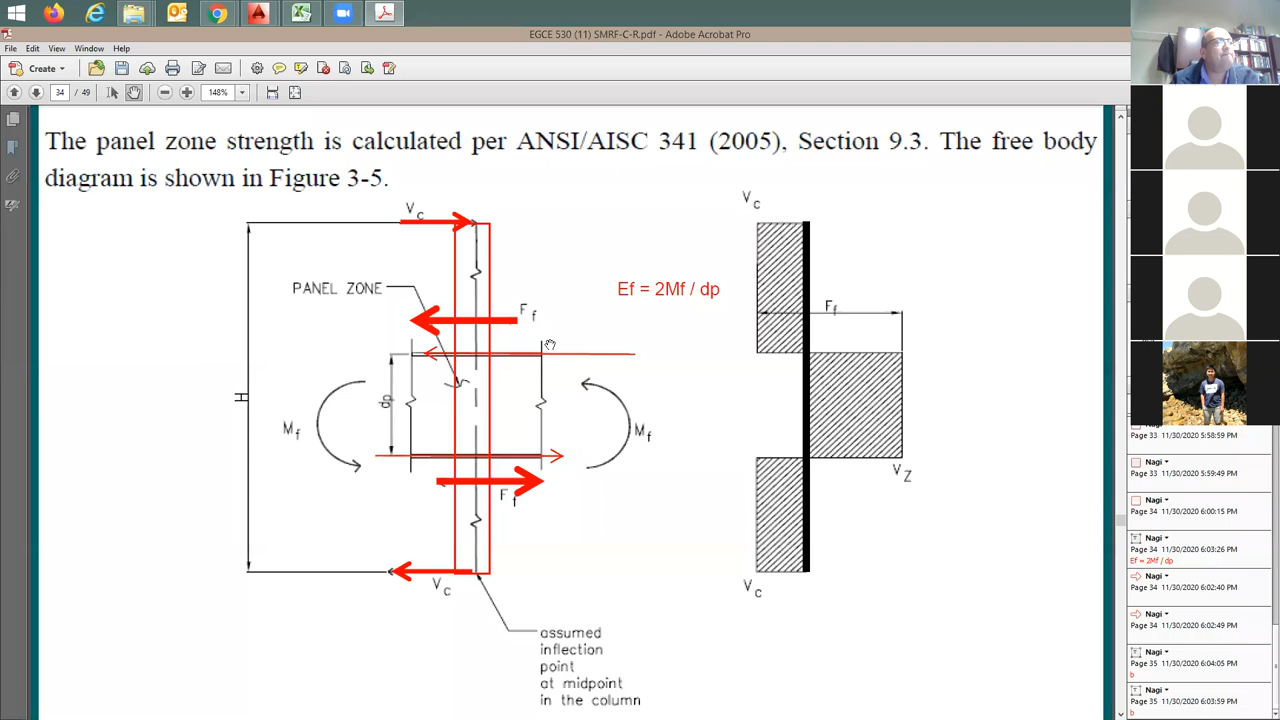 EGCE 530 (11) SMRF-C-R.pdf - Adobe Acrobat Pro
File Edit View Window Help
Create
34 / 49
148%
The panel zone strength is calculated per ANSI/AISC 341 (2005), Section 9.3. The free body
diagram is shown in Figure 3-5.
Vc
Vc
PANEL ZONE
Ff
Ef = 2Mf / dp
Ff
H
dp
Mf
Mf
Ff
VZ
Vc
Vc
assumed
inflection
point
at midpoint
in the column
Page 33 11/30/2020 5:58:59 PM
Nagi
Page 33 11/30/2020 5:59:49 PM
Nagi
Page 34 11/30/2020 6:00:15 PM
Nagi
Page 34 11/30/2020 6:03:26 PM
Ef = 2Mf / dp
Nagi
Page 34 11/30/2020 6:02:40 PM
Nagi
Page 34 11/30/2020 6:02:49 PM
Nagi
Page 35 11/30/2020 6:04:05 PM
b
Nagi
Page 35 11/30/2020 6:03:59 PM
b